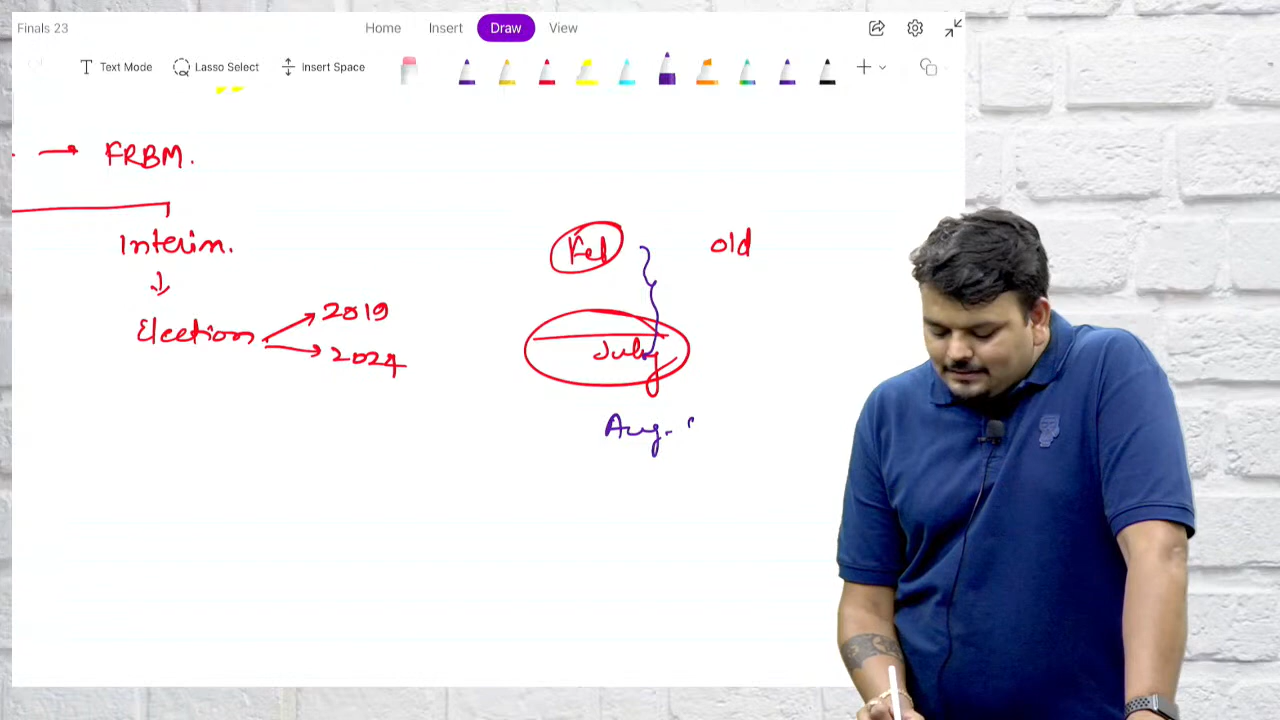 Finals 23
Home Insert Draw View
Text Mode Lasso Select Insert Space
→ FRBM.
Interim.
Elections
2019
2024
Feb
old
July
Aug.